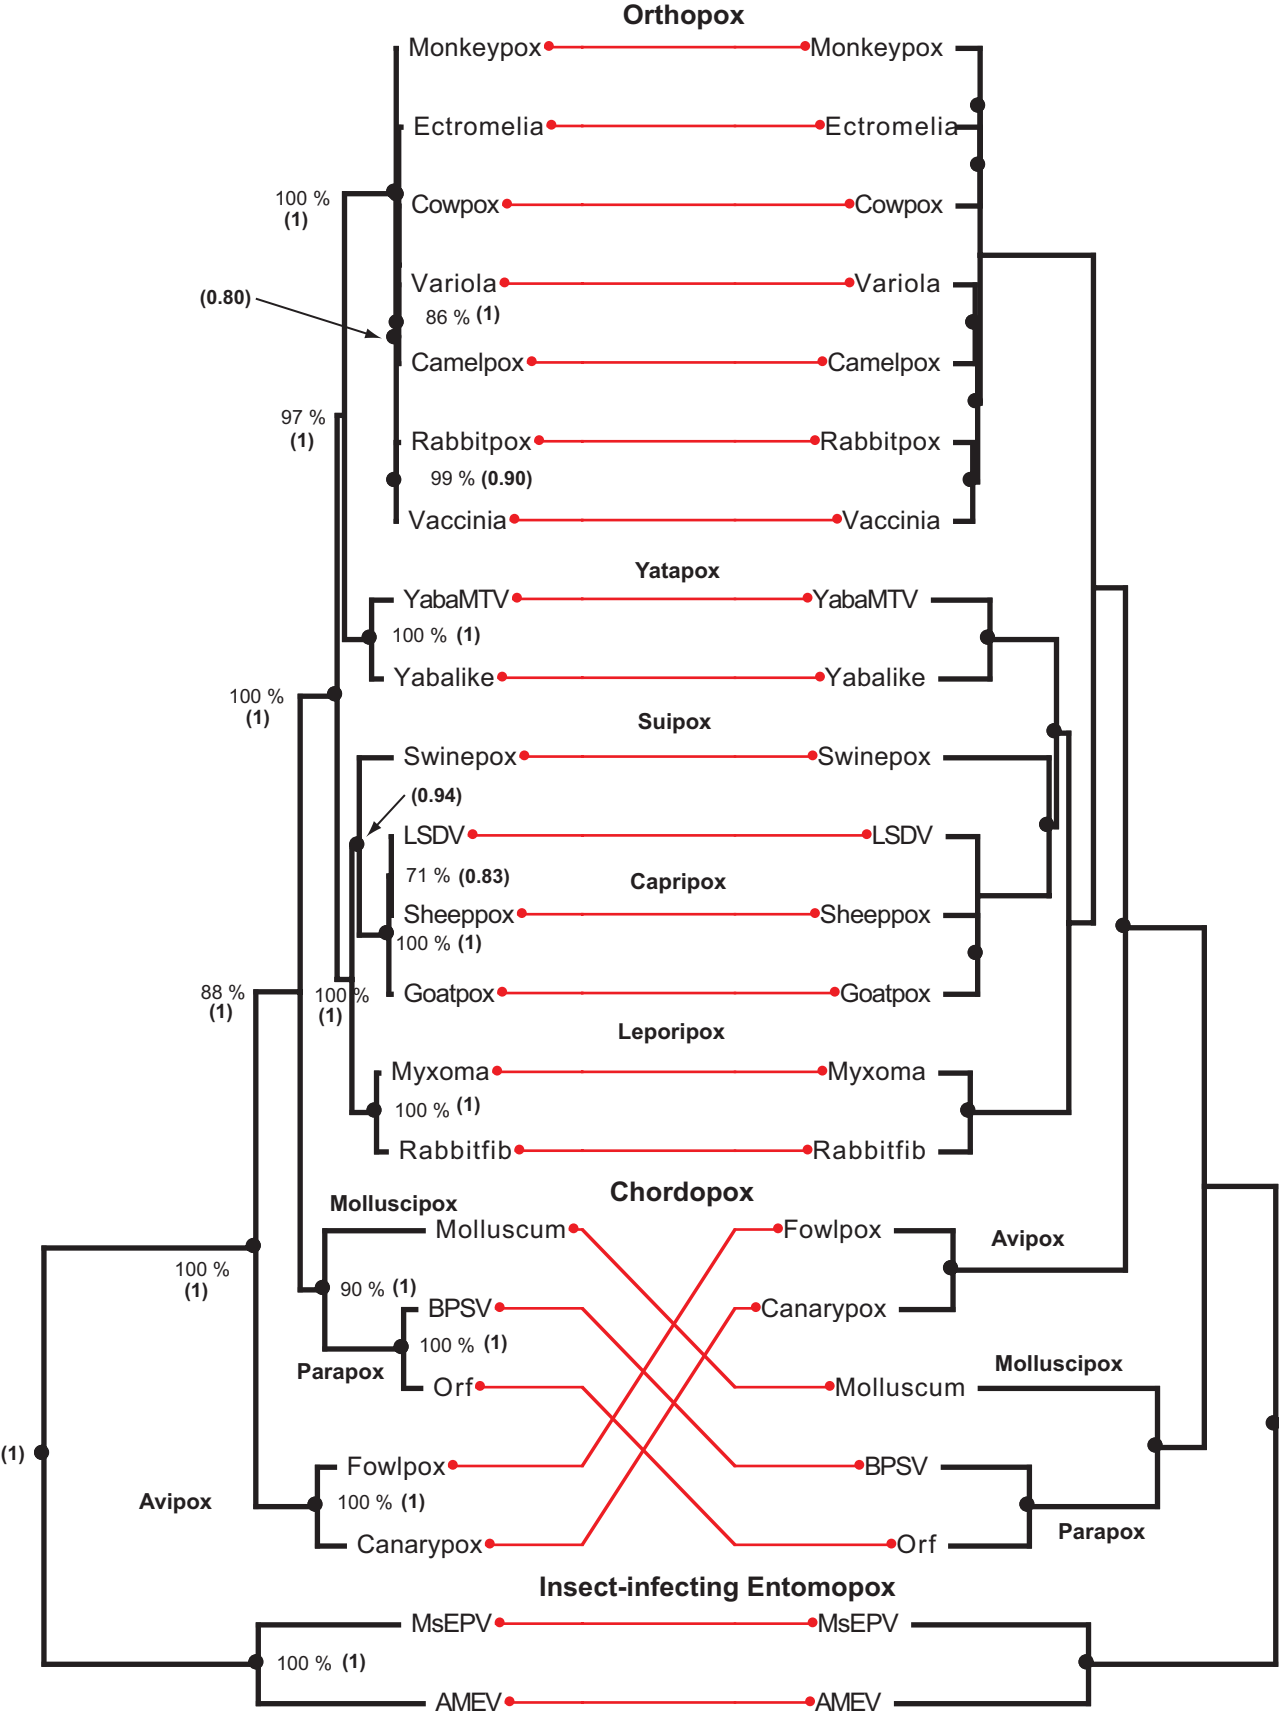 Orthopox
Monkeypox Monkeypox
Ectromelia Ectromelia
100 %
(1)
Cowpox Cowpox
Variola Variola
(0.80)
86 % (1)
Camelpox Camelpox
97 %
(1)
Rabbitpox Rabbitpox
99 % (0.90)
Vaccinia Vaccinia
Yatapox
YabaMTV YabaMTV
100 % (1)
Yabalike Yabalike
100 %
(1)
Suipox
Swinepox Swinepox
(0.94)
LSDV LSDV
71 % (0.83)
Capripox
Sheeppox Sheeppox
100 % (1)
88 %
(1)
100 %
(1)
Goatpox Goatpox
Leporipox
Myxoma Myxoma
100 % (1)
Rabbitfib Rabbitfib
Chordopox
Molluscipox
Molluscum Fowlpox
Avipox
100 %
(1)
90 % (1)
BPSV Canarypox
100 % (1)
Parapox
Molluscipox
Orf Molluscum
(1)
Fowlpox BPSV
Avipox
100 % (1)
Parapox
Canarypox Orf
Insect-infecting Entomopox
MsEPV MsEPV
100 % (1)
AMEV AMEV